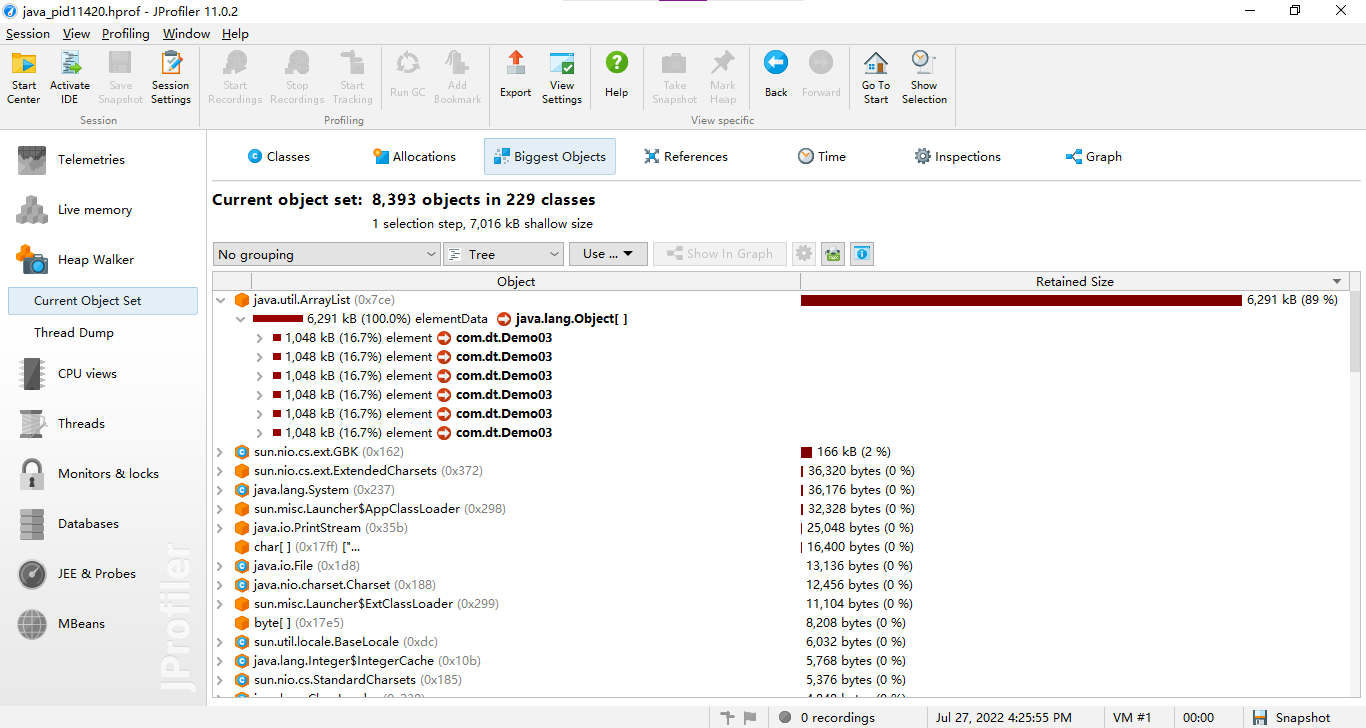 java_pid11420.hprof - JProfiler 11.0.2
Session View Profiling Window Help
Start Center
Activate IDE
Save Snapshot
Session Settings
Start Recordings
Stop Recordings
Start Tracking
Run GC
Add Bookmark
Export
View Settings
Help
Take Snapshot
Mark Heap
Back
Forward
Go To Start
Show Selection
Session
Profiling
View specific
Telemetries
Live memory
Heap Walker
Current Object Set
Thread Dump
CPU views
Threads
Monitors & locks
Databases
JEE & Probes
MBeans
JProfiler
Classes
Allocations
Biggest Objects
References
Time
Inspections
Graph
Current object set: 8,393 objects in 229 classes
1 selection step, 7,016 kB shallow size
No grouping
Tree
Use ...
Show In Graph
Object Retained Size
java.util.ArrayList (0x7ce) 6,291 kB (89 %)
6,291 kB (100.0%) elementData java.lang.Object[ ]
1,048 kB (16.7%) element com.dt.Demo03
1,048 kB (16.7%) element com.dt.Demo03
1,048 kB (16.7%) element com.dt.Demo03
1,048 kB (16.7%) element com.dt.Demo03
1,048 kB (16.7%) element com.dt.Demo03
1,048 kB (16.7%) element com.dt.Demo03
sun.nio.cs.ext.GBK (0x162) 166 kB (2 %)
sun.nio.cs.ext.ExtendedCharsets (0x372) 36,320 bytes (0 %)
java.lang.System (0x237) 36,176 bytes (0 %)
sun.misc.Launcher$AppClassLoader (0x298) 32,328 bytes (0 %)
java.io.PrintStream (0x35b) 25,048 bytes (0 %)
char[ ] (0x17ff) ["... 16,400 bytes (0 %)
java.io.File (0x1d8) 13,136 bytes (0 %)
java.nio.charset.Charset (0x188) 12,456 bytes (0 %)
sun.misc.Launcher$ExtClassLoader (0x299) 11,104 bytes (0 %)
byte[ ] (0x17e5) 8,208 bytes (0 %)
sun.util.locale.BaseLocale (0xdc) 6,032 bytes (0 %)
java.lang.Integer$IntegerCache (0x10b) 5,768 bytes (0 %)
sun.nio.cs.StandardCharsets (0x185) 5,376 bytes (0 %)
0 recordings
Jul 27, 2022 4:25:55 PM
VM #1
00:00
Snapshot